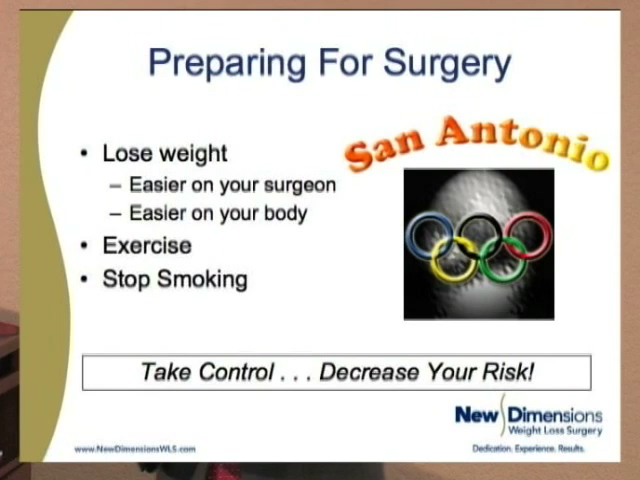 Preparing For Surgery
San Antonio
• Lose weight
– Easier on your surgeon
– Easier on your body
• Exercise
• Stop Smoking
Take Control . . . Decrease Your Risk!
New Dimensions
Weight Loss Surgery
www.NewDimensionsWLS.com
Dedication. Experience. Results.